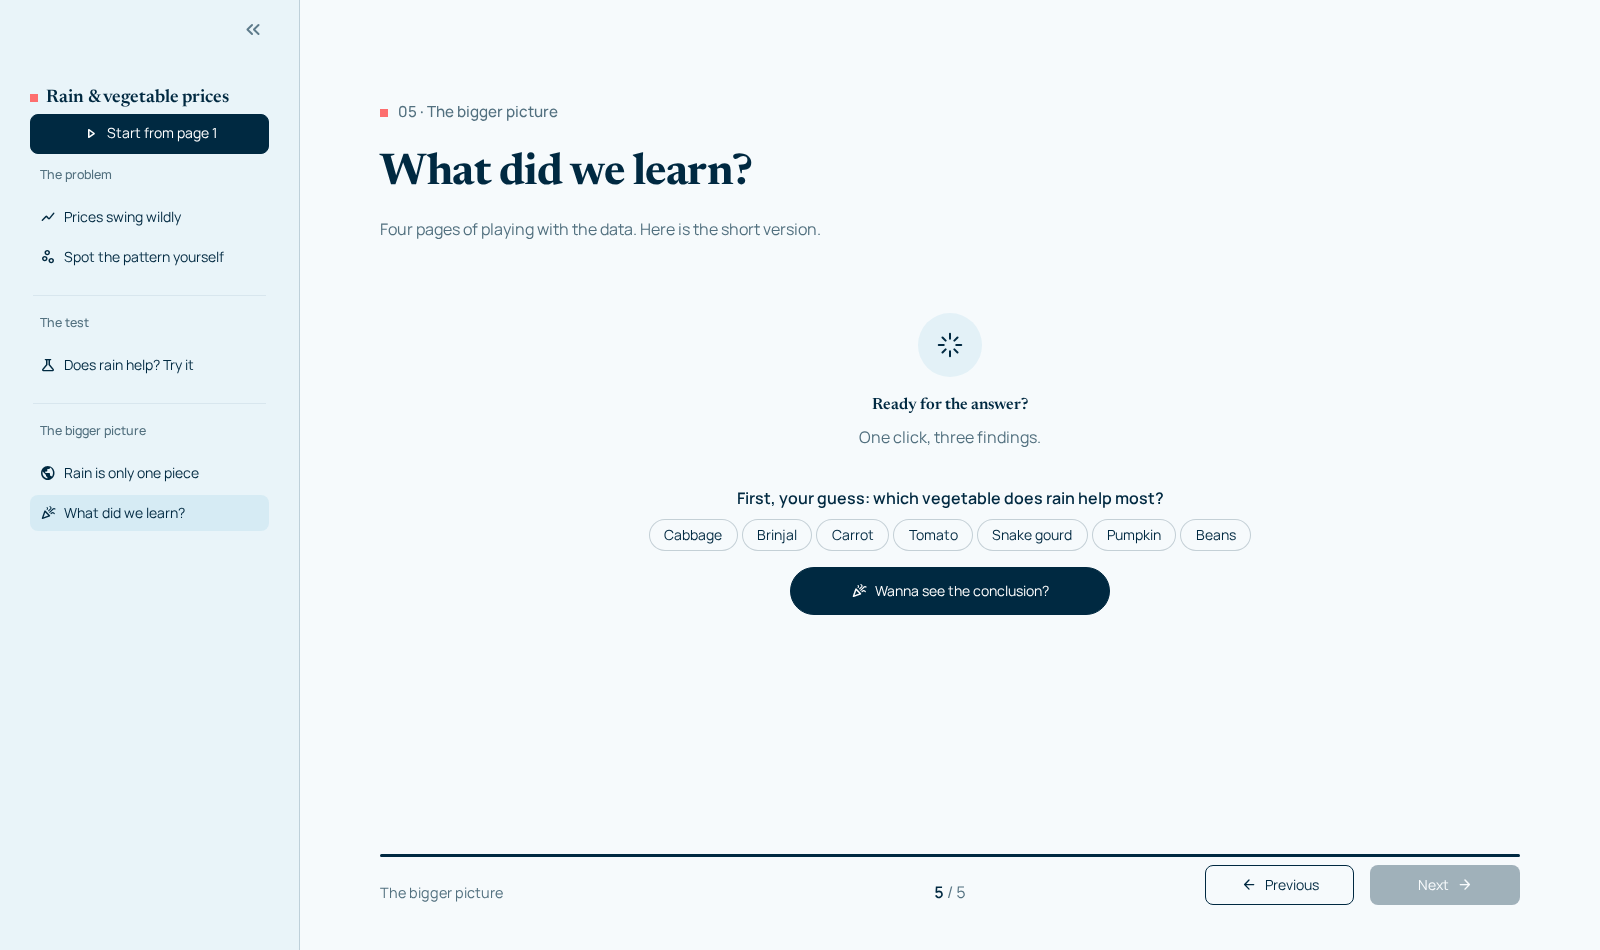 Rain & vegetable prices
Start from page 1
The problem
Prices swing wildly
Spot the pattern yourself
The test
Does rain help? Try it
The bigger picture
Rain is only one piece
What did we learn?
05 · The bigger picture
What did we learn?
Four pages of playing with the data. Here is the short version.
Ready for the answer?
One click, three findings.
First, your guess: which vegetable does rain help most?
Cabbage Brinjal Carrot Tomato Snake gourd Pumpkin Beans
Wanna see the conclusion?
The bigger picture 5 / 5 Previous Next